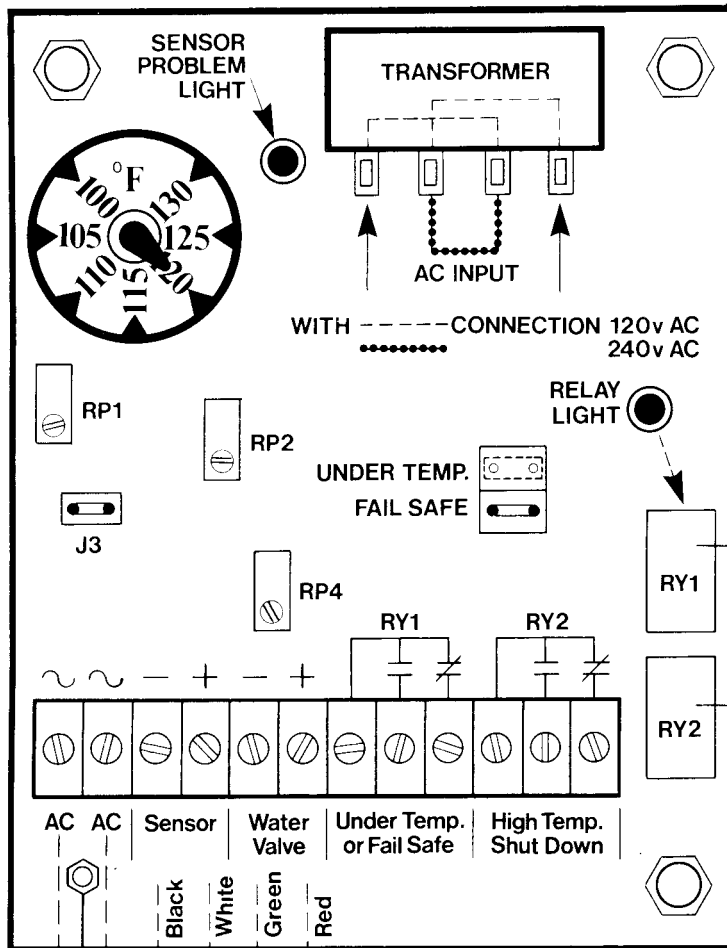 SENSOR
PROBLEM
LIGHT
TRANSFORMER
°F
100
105
110
115
120
125
130
AC INPUT
WITH CONNECTION 120v AC
240v AC
RELAY
LIGHT
RP1
RP2
UNDER TEMP.
FAIL SAFE
J3
RP4
RY1
RY2
RY1
RY2
– + – +
AC AC Sensor Water Valve Under Temp. or Fail Safe High Temp. Shut Down
Black
White
Green
Red